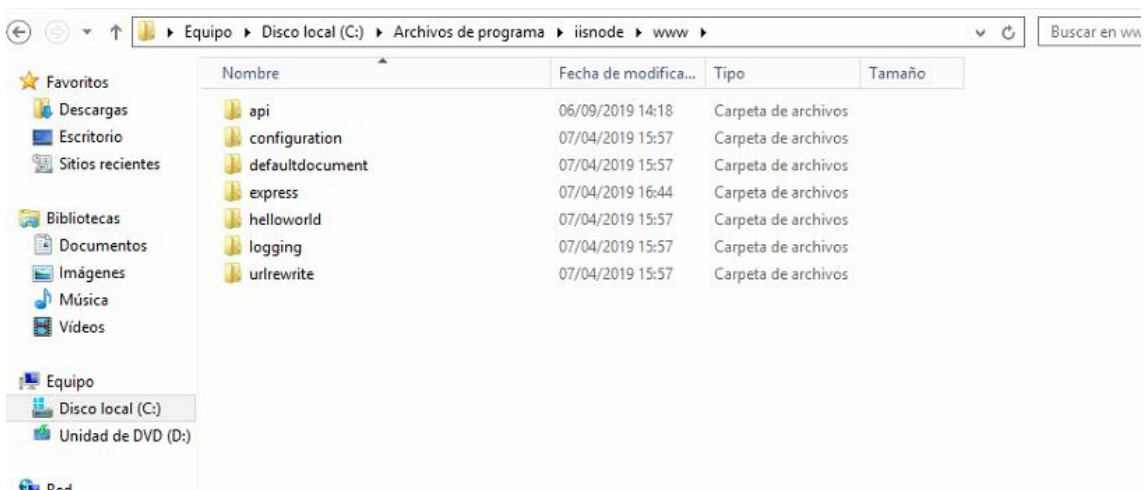 Equipo Disco local (C:) Archivos de programa iisnode www
Buscar en ww
Favoritos
Descargas
Escritorio
Sitios recientes
Bibliotecas
Documentos
Imágenes
Música
Vídeos
Equipo
Disco local (C:)
Unidad de DVD (D:)
Red
Nombre Fecha de modifica... Tipo Tamaño
api 06/09/2019 14:18 Carpeta de archivos
configuration 07/04/2019 15:57 Carpeta de archivos
defaultdocument 07/04/2019 15:57 Carpeta de archivos
express 07/04/2019 16:44 Carpeta de archivos
helloworld 07/04/2019 15:57 Carpeta de archivos
logging 07/04/2019 15:57 Carpeta de archivos
urlrewrite 07/04/2019 15:57 Carpeta de archivos